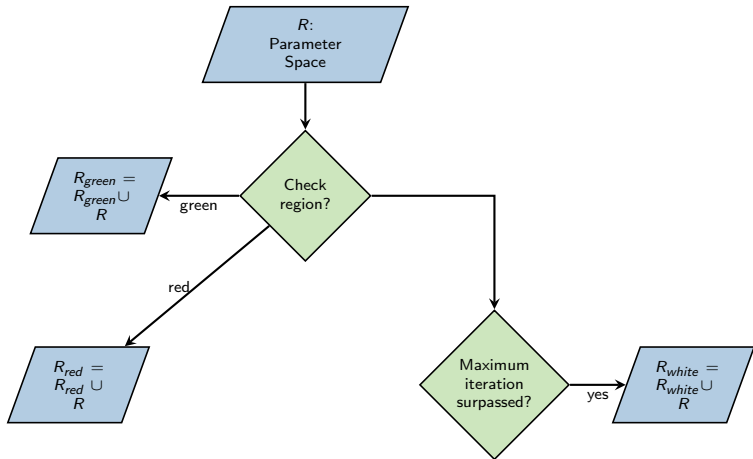 R:
Parameter
Space
Check
region?
green
R_green =
R_green ∪
R
red
R_red =
R_red ∪
R
Maximum
iteration
surpassed?
yes
R_white =
R_white ∪
R